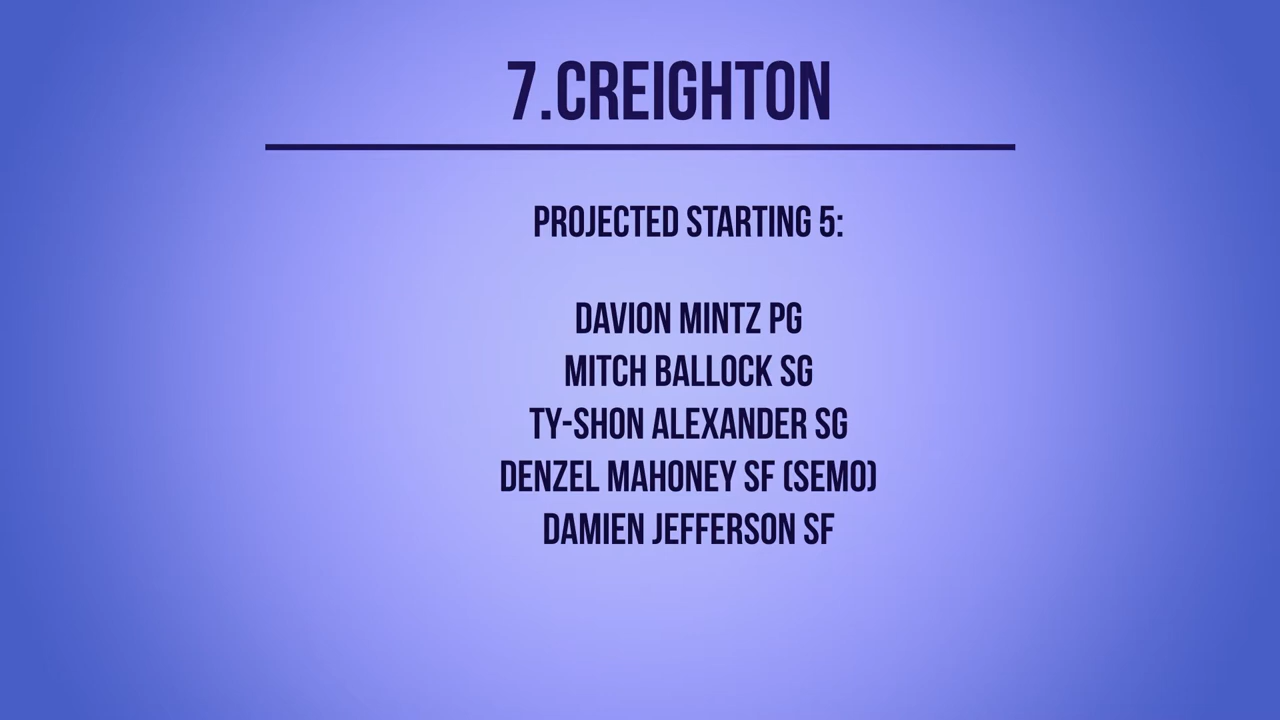 7.CREIGHTON
PROJECTED STARTING 5:
DAVION MINTZ PG
MITCH BALLOCK SG
TY-SHON ALEXANDER SG
DENZEL MAHONEY SF (SEMO)
DAMIEN JEFFERSON SF